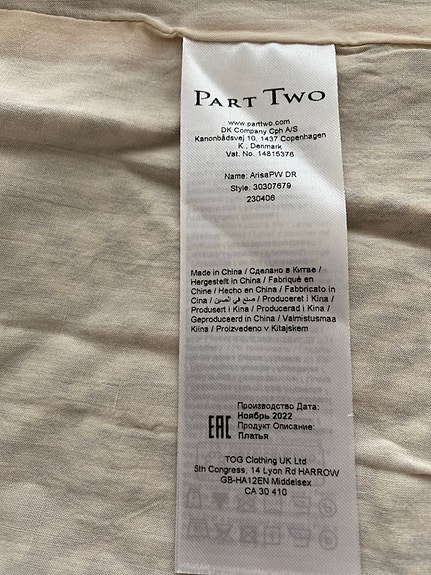 PART TWO
www.parttwo.com
DK Company Cph A/S
Kanonbådsvej 10, 1437 Copenhagen
K., Denmark
Vat. No. 14815376
Name: ArisaPW DR
Style. 30307679
230406
Made in China / Сделано в Китае /
Hergestellt in China / Fabriqué en
Chine / Hecho en China / Fabbricato in
Cina / صنع في الصين / Produceret i Kina /
Produsert i Kina / Producerad i Kina /
Geproduceerd in China / Valmistusmaa
Kiina / Proizvedeno v Kitajskem
Производство Дата:
Ноябрь 2022
EAC Продукт Описание:
Платья
TOG Clothing UK Ltd
5th Congress, 14 Lyon Rd HARROW
GB-HA12EN Middelsex
CA 30 410